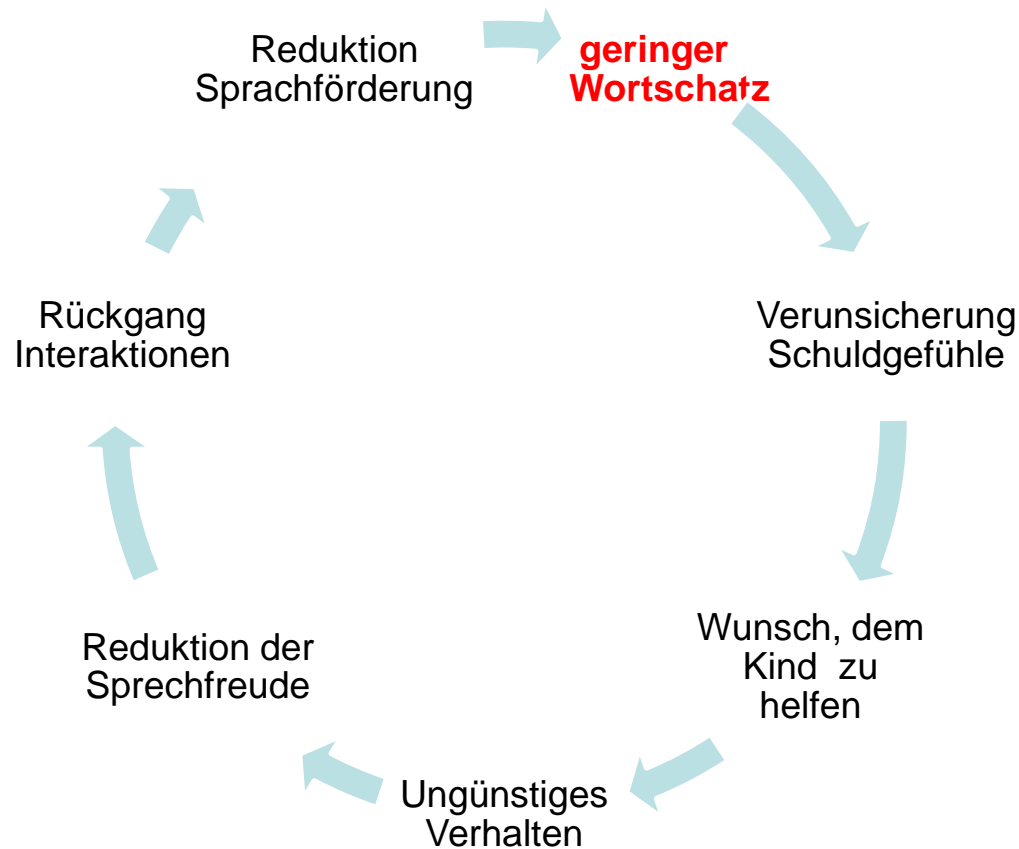 Reduktion
Sprachförderung
geringer
Wortschatz
Verunsicherung
Schuldgefühle
Wunsch, dem
Kind zu
helfen
Ungünstiges
Verhalten
Reduktion der
Sprechfreude
Rückgang
Interaktionen